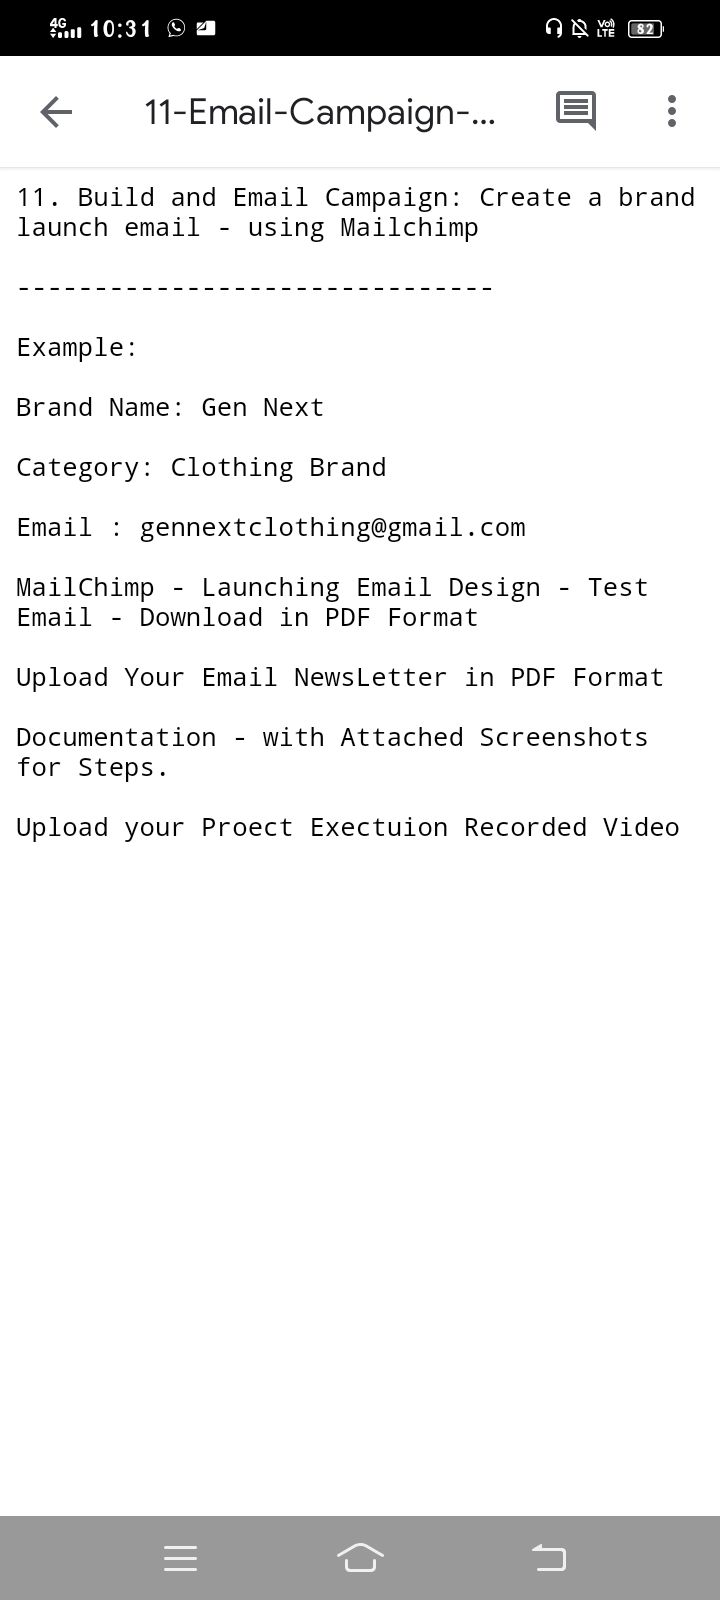 4G 10:31 Vo) LTE 82
11-Email-Campaign-...
11. Build and Email Campaign: Create a brand
launch email - using Mailchimp
-------------------------------
Example:
Brand Name: Gen Next
Category: Clothing Brand
Email : gennextclothing@gmail.com
MailChimp - Launching Email Design - Test
Email - Download in PDF Format
Upload Your Email NewsLetter in PDF Format
Documentation - with Attached Screenshots
for Steps.
Upload your Proect Exectuion Recorded Video